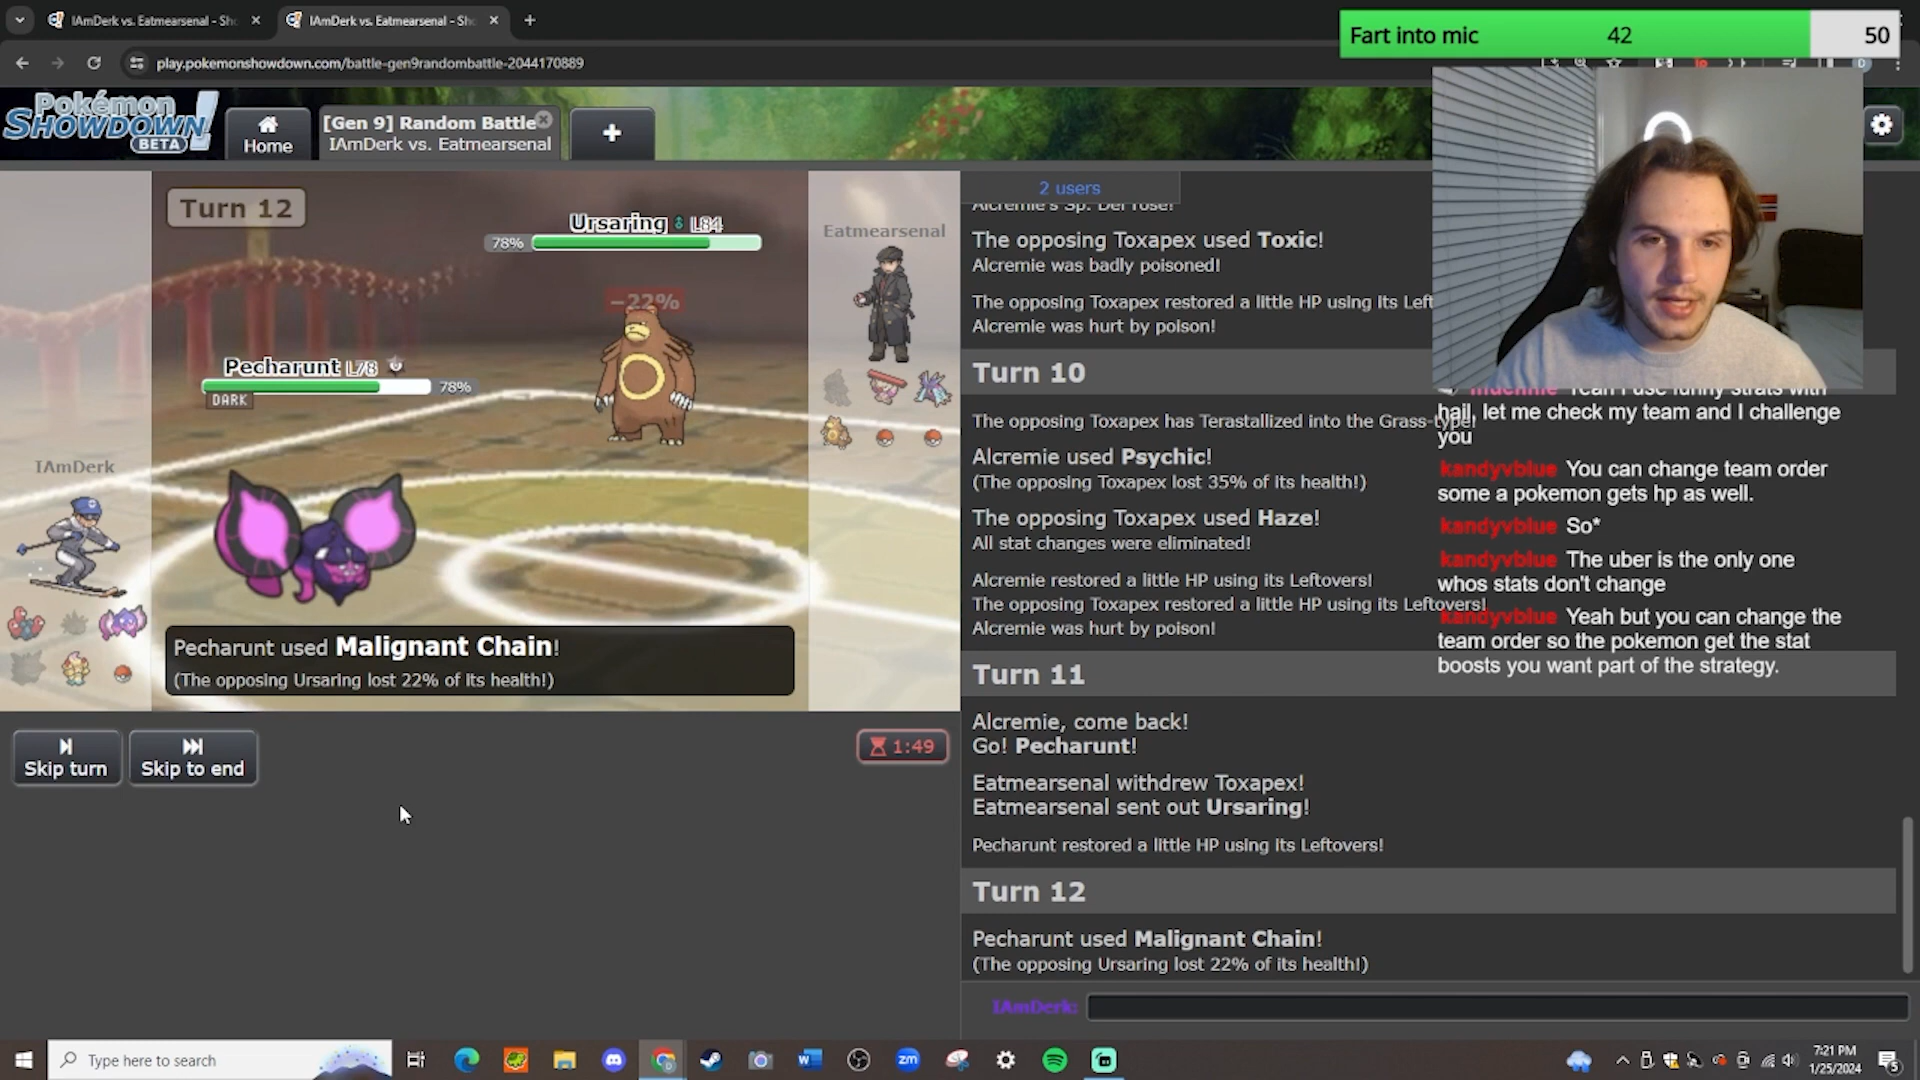 IAmDerk vs. Eatmearsenal - Sh
IAmDerk vs. Eatmearsenal - Sh
Fart into mic 42 50
play.pokemonshowdown.com/battle-gen9randombattle-2044170889
Pokémon
SHOWDOWN!
BETA
Home
[Gen 9] Random Battle
IAmDerk vs. Eatmearsenal
Turn 12
Ursaring L84
78%
Eatmearsenal
-22%
Pecharunt L78
78%
DARK
IAmDerk
Pecharunt used Malignant Chain!
(The opposing Ursaring lost 22% of its health!)
Skip turn
Skip to end
1:49
2 users
Alcremie's Sp. Def rose!
The opposing Toxapex used Toxic!
Alcremie was badly poisoned!
The opposing Toxapex restored a little HP using its Left
Alcremie was hurt by poison!
Turn 10
The opposing Toxapex has Terastallized into the Grass-type!
Alcremie used Psychic!
(The opposing Toxapex lost 35% of its health!)
The opposing Toxapex used Haze!
All stat changes were eliminated!
Alcremie restored a little HP using its Leftovers!
The opposing Toxapex restored a little HP using its Leftovers!
Alcremie was hurt by poison!
Turn 11
Alcremie, come back!
Go! Pecharunt!
Eatmearsenal withdrew Toxapex!
Eatmearsenal sent out Ursaring!
Pecharunt restored a little HP using its Leftovers!
Turn 12
Pecharunt used Malignant Chain!
(The opposing Ursaring lost 22% of its health!)
IAmDerk:
Yeah I use funny strats with
hail, let me check my team and I challenge
you
kandyvblue You can change team order
some a pokemon gets hp as well.
kandyvblue So*
kandyvblue The uber is the only one
whos stats don't change
kandyvblue Yeah but you can change the
team order so the pokemon get the stat
boosts you want part of the strategy.
Type here to search
7:21 PM
1/25/2024
5